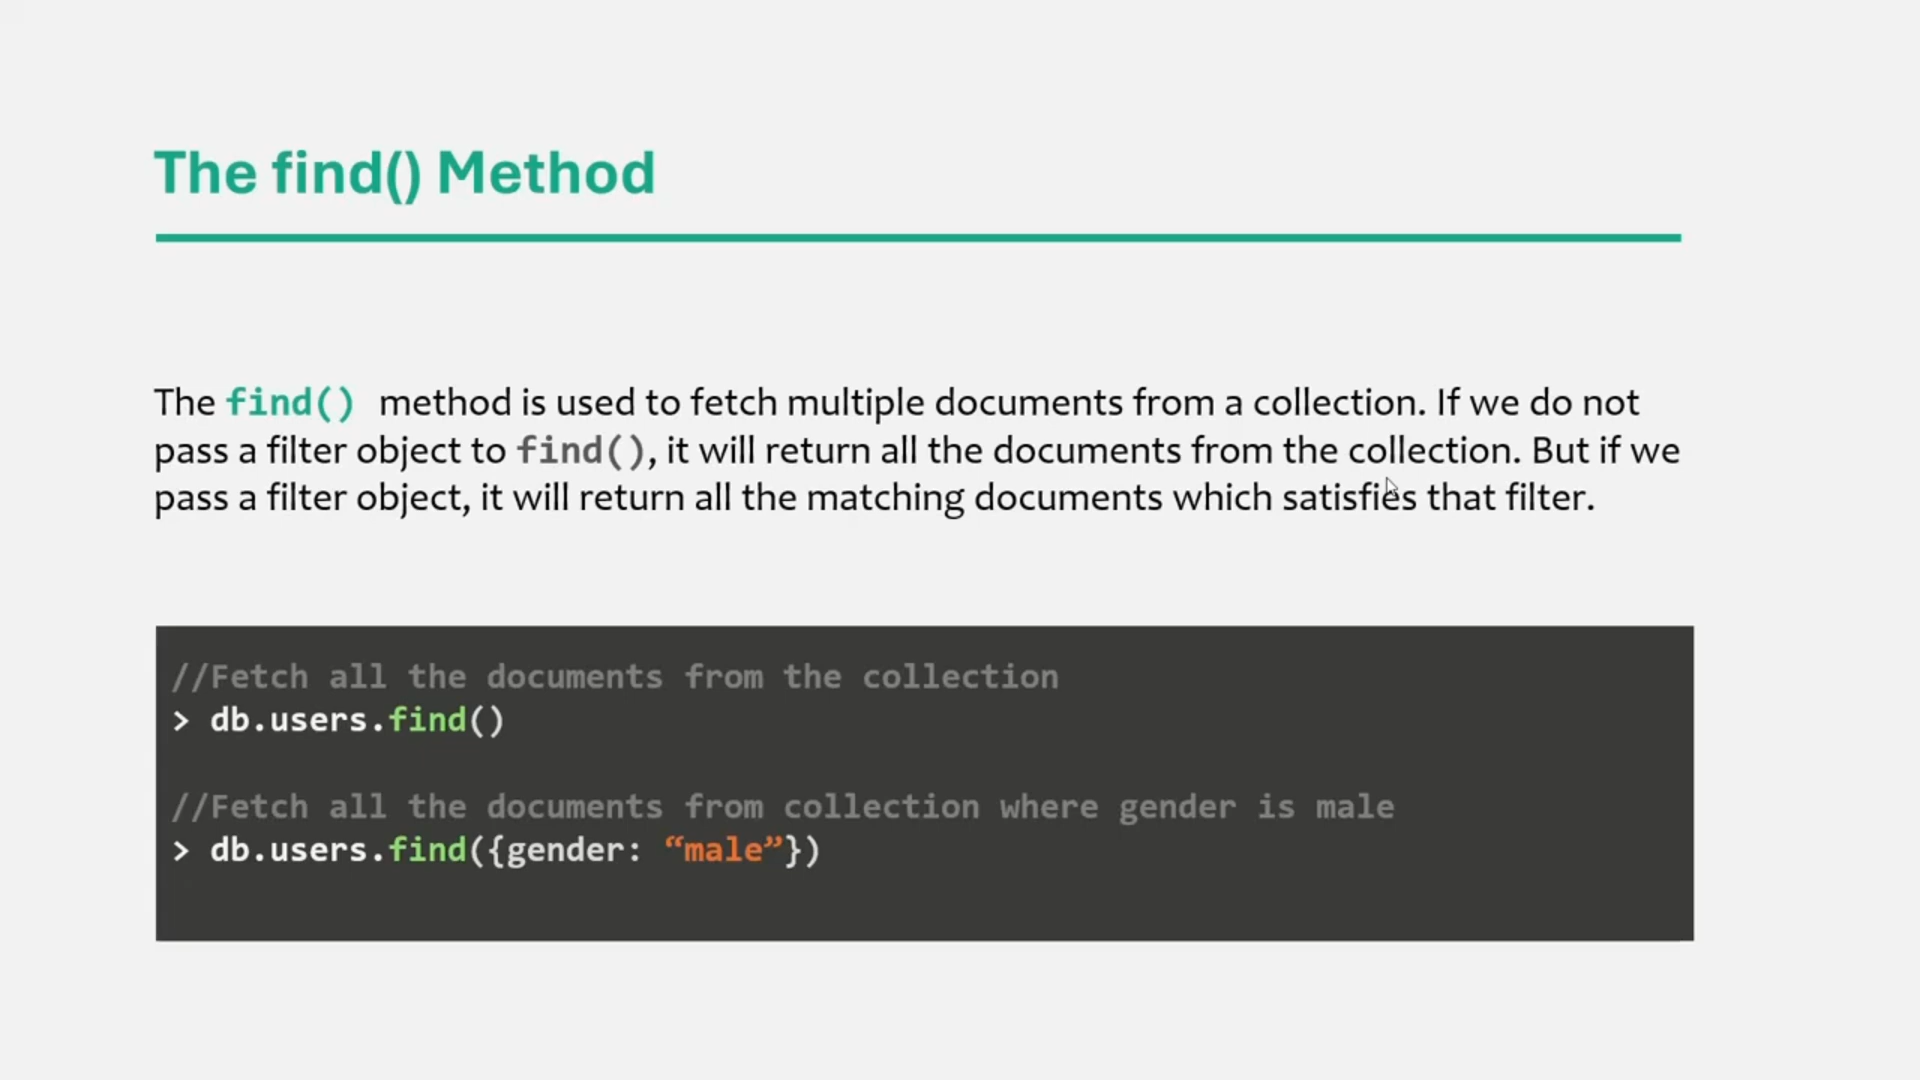 The find() Method
The find() method is used to fetch multiple documents from a collection. If we do not
pass a filter object to find(), it will return all the documents from the collection. But if we
pass a filter object, it will return all the matching documents which satisfies that filter.
//Fetch all the documents from the collection
> db.users.find()
//Fetch all the documents from collection where gender is male
> db.users.find({gender: “male”})